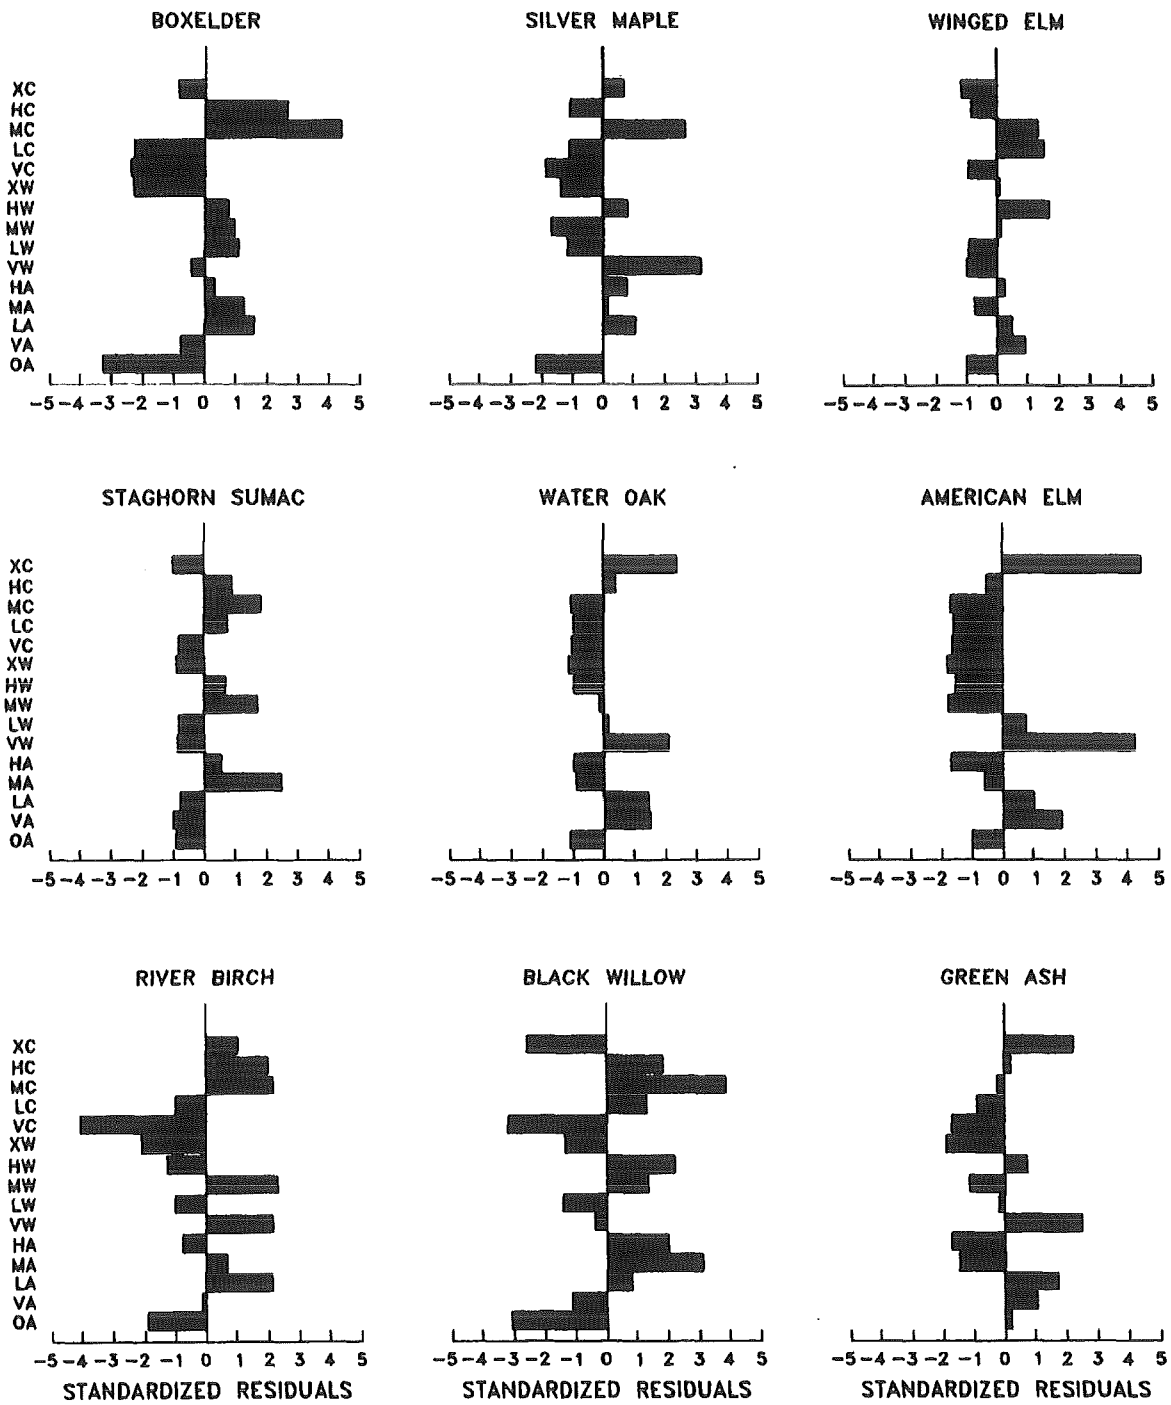 BOXELDER
SILVER MAPLE
WINGED ELM
XC
HC
MC
LC
VC
XW
HW
MW
LW
VW
HA
MA
LA
VA
OA
-5 -4 -3 -2 -1 0 1 2 3 4 5
-5 -4 -3 -2 -1 0 1 2 3 4 5
-5 -4 -3 -2 -1 0 1 2 3 4 5
STAGHORN SUMAC
WATER OAK
AMERICAN ELM
XC
HC
MC
LC
VC
XW
HW
MW
LW
VW
HA
MA
LA
VA
OA
-5 -4 -3 -2 -1 0 1 2 3 4 5
-5 -4 -3 -2 -1 0 1 2 3 4 5
-5 -4 -3 -2 -1 0 1 2 3 4 5
RIVER BIRCH
BLACK WILLOW
GREEN ASH
XC
HC
MC
LC
VC
XW
HW
MW
LW
VW
HA
MA
LA
VA
OA
-5 -4 -3 -2 -1 0 1 2 3 4 5
-5 -4 -3 -2 -1 0 1 2 3 4 5
-5 -4 -3 -2 -1 0 1 2 3 4 5
STANDARDIZED RESIDUALS
STANDARDIZED RESIDUALS
STANDARDIZED RESIDUALS